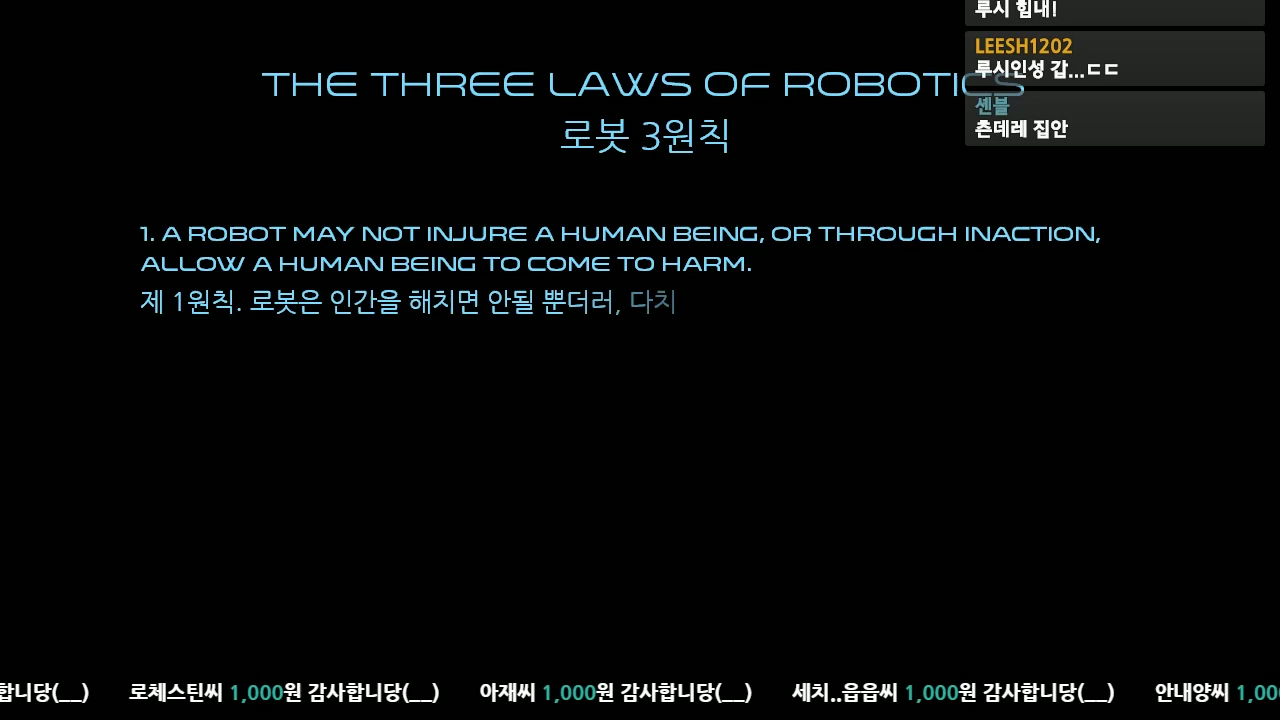 루시 힘내!
LEESH1202
루시인성 갑...ㄷㄷ
센블
츤데레 집안
THE THREE LAWS OF ROBOTICS
로봇 3원칙
1. A ROBOT MAY NOT INJURE A HUMAN BEING, OR THROUGH INACTION,
ALLOW A HUMAN BEING TO COME TO HARM.
제 1원칙. 로봇은 인간을 해치면 안될 뿐더러, 다치
합니당(__) 로체스틴씨 1,000원 감사합니당(__) 아재씨 1,000원 감사합니당(__) 세치..읍읍씨 1,000원 감사합니당(__) 안내양씨 1,00